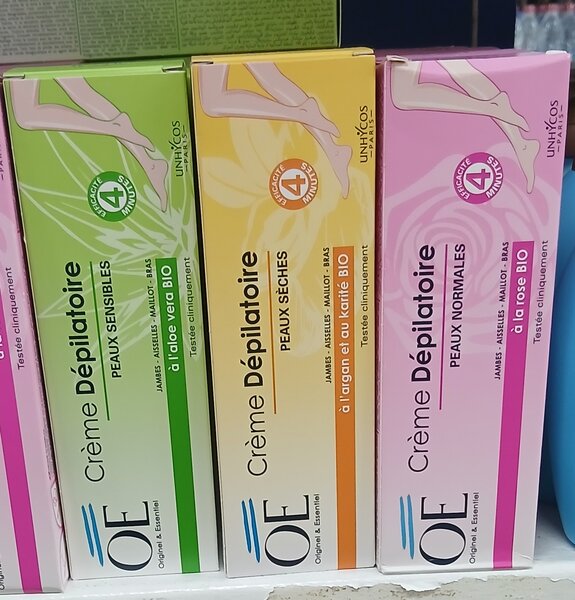 UNHYCOS
PARIS
EFFICACITÉ
4
MINUTES
Crème Dépilatoire
PEAUX SENSIBLES
JAMBES - AISSELLES - MAILLOT - BRAS
à l'aloe vera BIO
Testée cliniquement
OE
Originel & Essentiel
UNHYCOS
PARIS
EFFICACITÉ
4
MINUTES
Crème Dépilatoire
PEAUX SÈCHES
JAMBES - AISSELLES - MAILLOT - BRAS
à l'argan et au karité BIO
Testée cliniquement
OE
Originel & Essentiel
UNHYCOS
PARIS
EFFICACITÉ
4
MINUTES
Crème Dépilatoire
PEAUX NORMALES
JAMBES - AISSELLES - MAILLOT - BRAS
à la rose BIO
Testée cliniquement
OE
Originel & Essentiel
Testée cliniquement